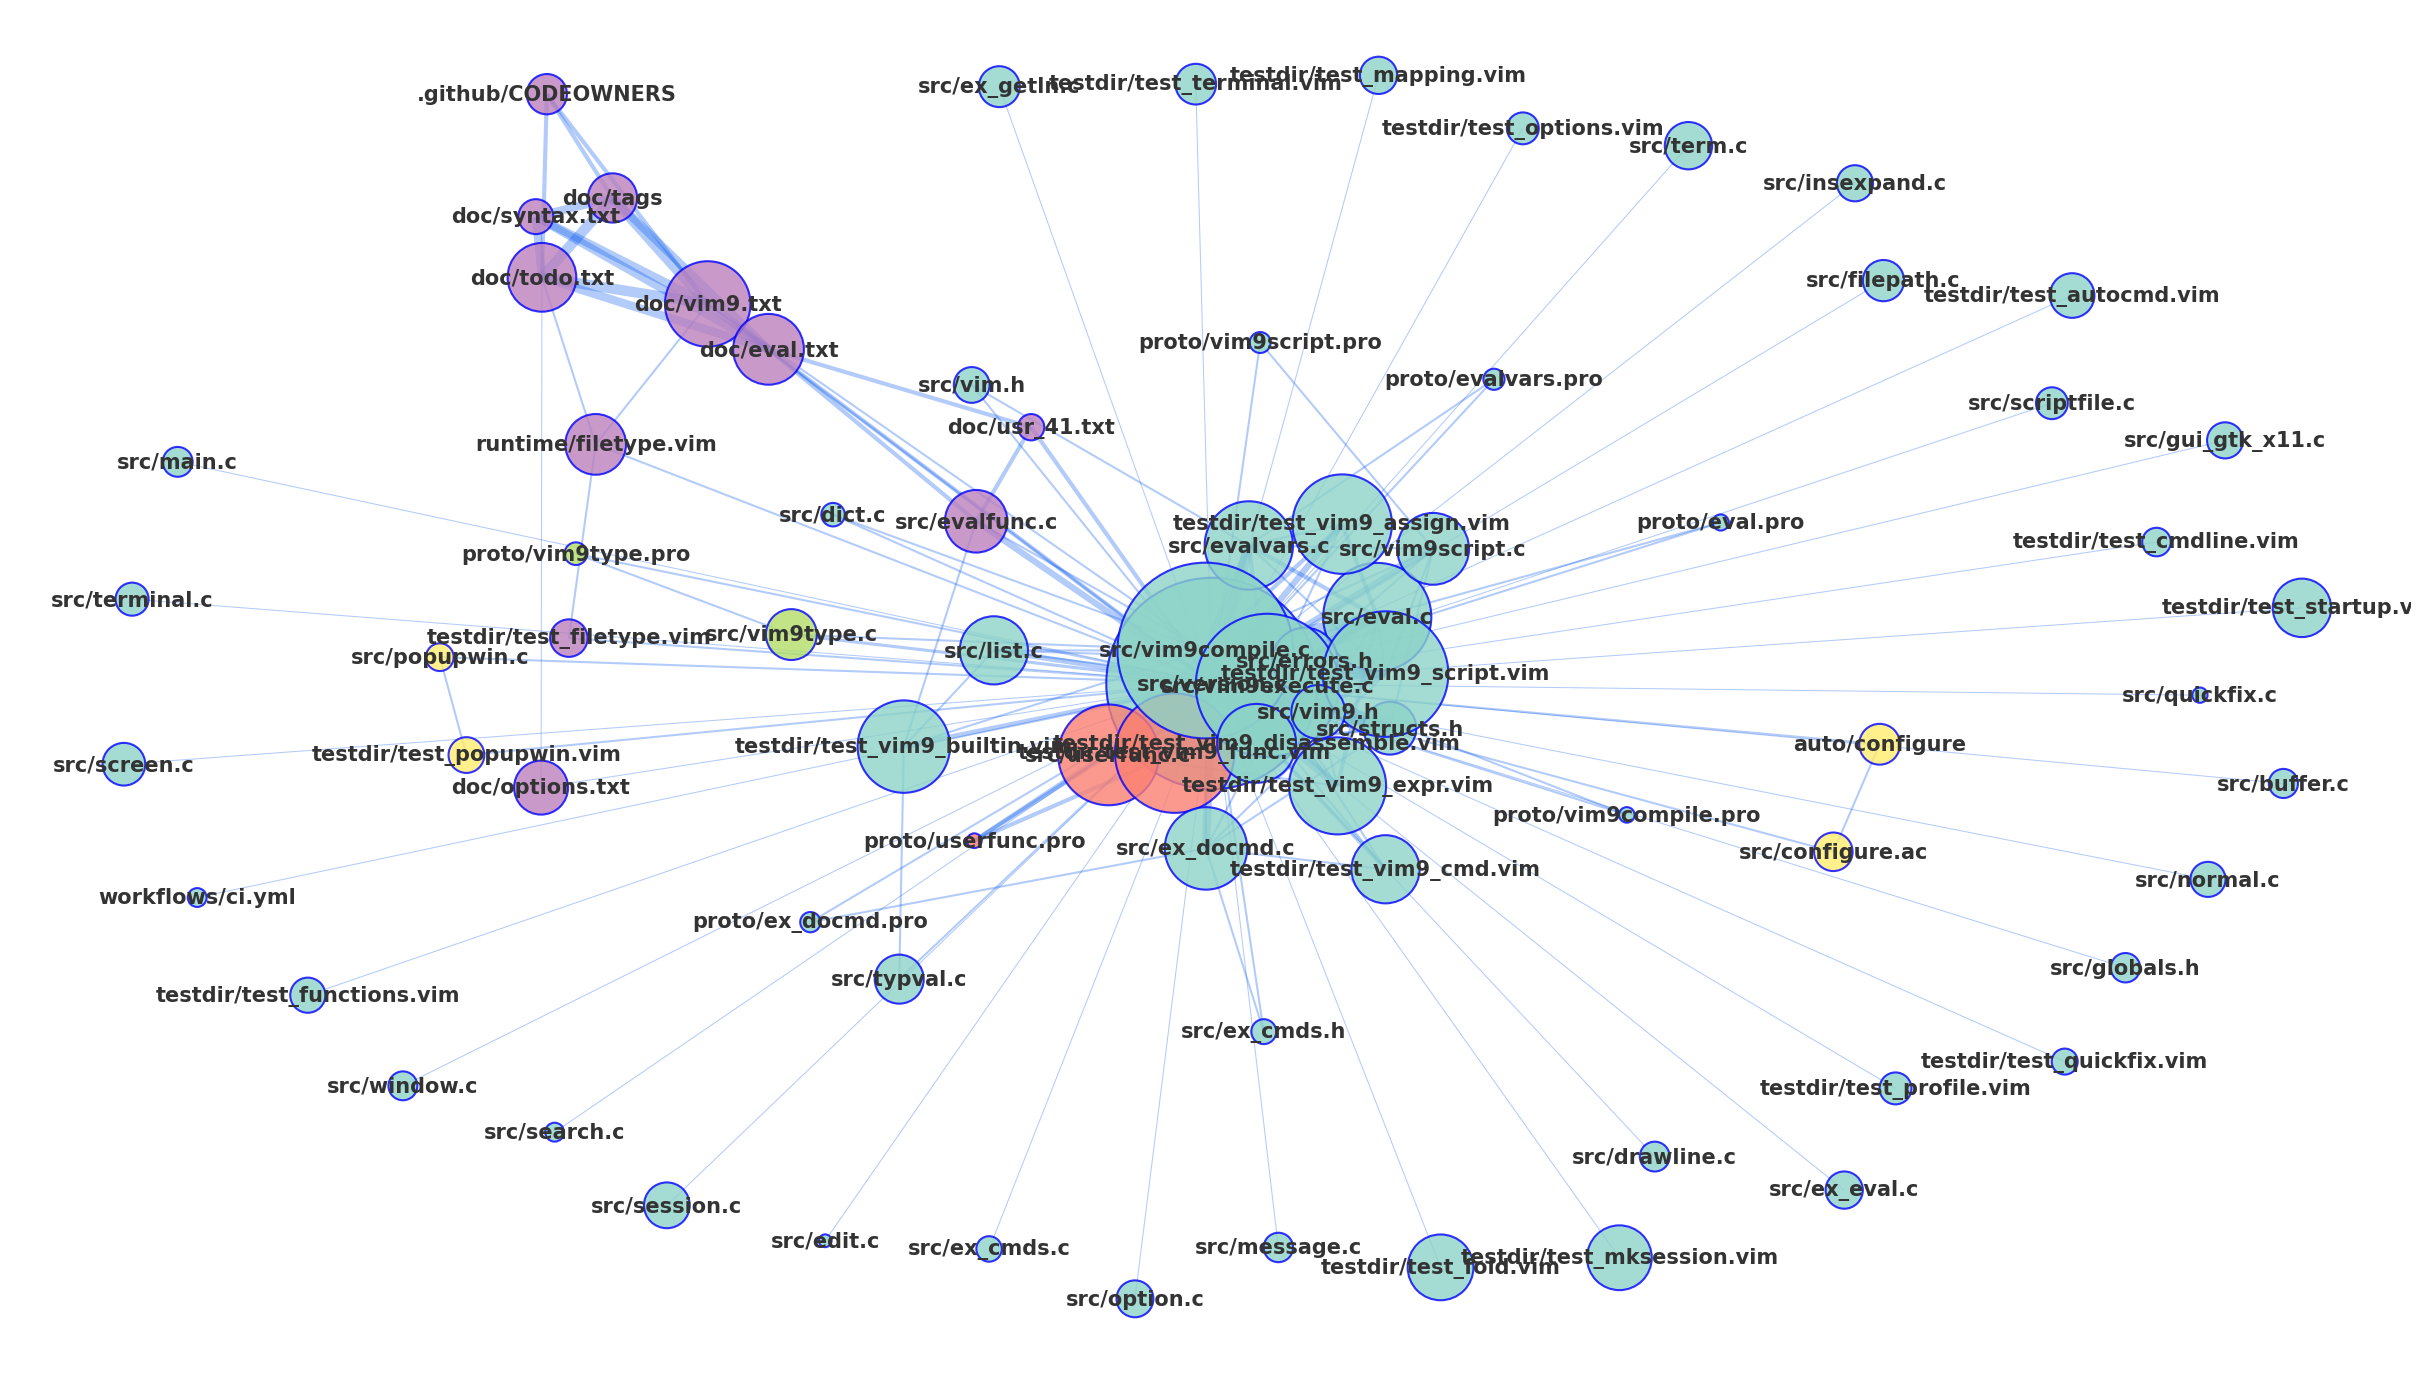 .github/CODEOWNERS
src/ex_getln.c
testdir/test_terminal.vim
testdir/test_mapping.vim
testdir/test_options.vim
src/term.c
src/insexpand.c
doc/tags
doc/syntax.txt
doc/todo.txt
src/filepath.c
testdir/test_autocmd.vim
doc/vim9.txt
doc/eval.txt
proto/vim9script.pro
proto/evalvars.pro
src/vim.h
src/scriptfile.c
doc/usr_41.txt
src/gui_gtk_x11.c
runtime/filetype.vim
src/main.c
src/dict.c
src/evalfunc.c
testdir/test_vim9_assign.vim
proto/eval.pro
src/evalvars.c
src/vim9script.c
testdir/test_cmdline.vim
proto/vim9type.pro
src/terminal.c
testdir/test_startup.v
src/eval.c
testdir/test_filetype.vim
src/vim9type.c
src/popupwin.c
src/list.c
src/vim9compile.c
src/errors.h
testdir/test_vim9_script.vim
src/version.c
src/vim9execute.c
src/quickfix.c
src/vim9.h
src/structs.h
testdir/test_vim9_builtin.vim
testdir/test_vim9_disassemble.vim
auto/configure
testdir/test_popupwin.vim
testdir/test_vim9_func.vim
src/userfunc.c
src/screen.c
doc/options.txt
testdir/test_vim9_expr.vim
src/buffer.c
proto/vim9compile.pro
proto/userfunc.pro
src/ex_docmd.c
src/configure.ac
testdir/test_vim9_cmd.vim
src/normal.c
workflows/ci.yml
proto/ex_docmd.pro
src/typval.c
src/globals.h
testdir/test_functions.vim
src/ex_cmds.h
testdir/test_quickfix.vim
src/window.c
testdir/test_profile.vim
src/search.c
src/drawline.c
src/ex_eval.c
src/session.c
src/edit.c
src/ex_cmds.c
src/message.c
testdir/test_fold.vim
testdir/test_mksession.vim
src/option.c